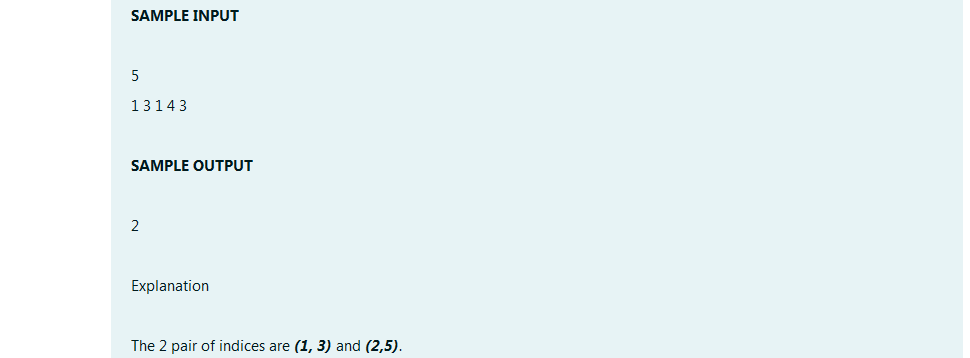 SAMPLE INPUT
5
1 3 1 4 3
SAMPLE OUTPUT
2
Explanation
The 2 pair of indices are (1, 3) and (2,5).